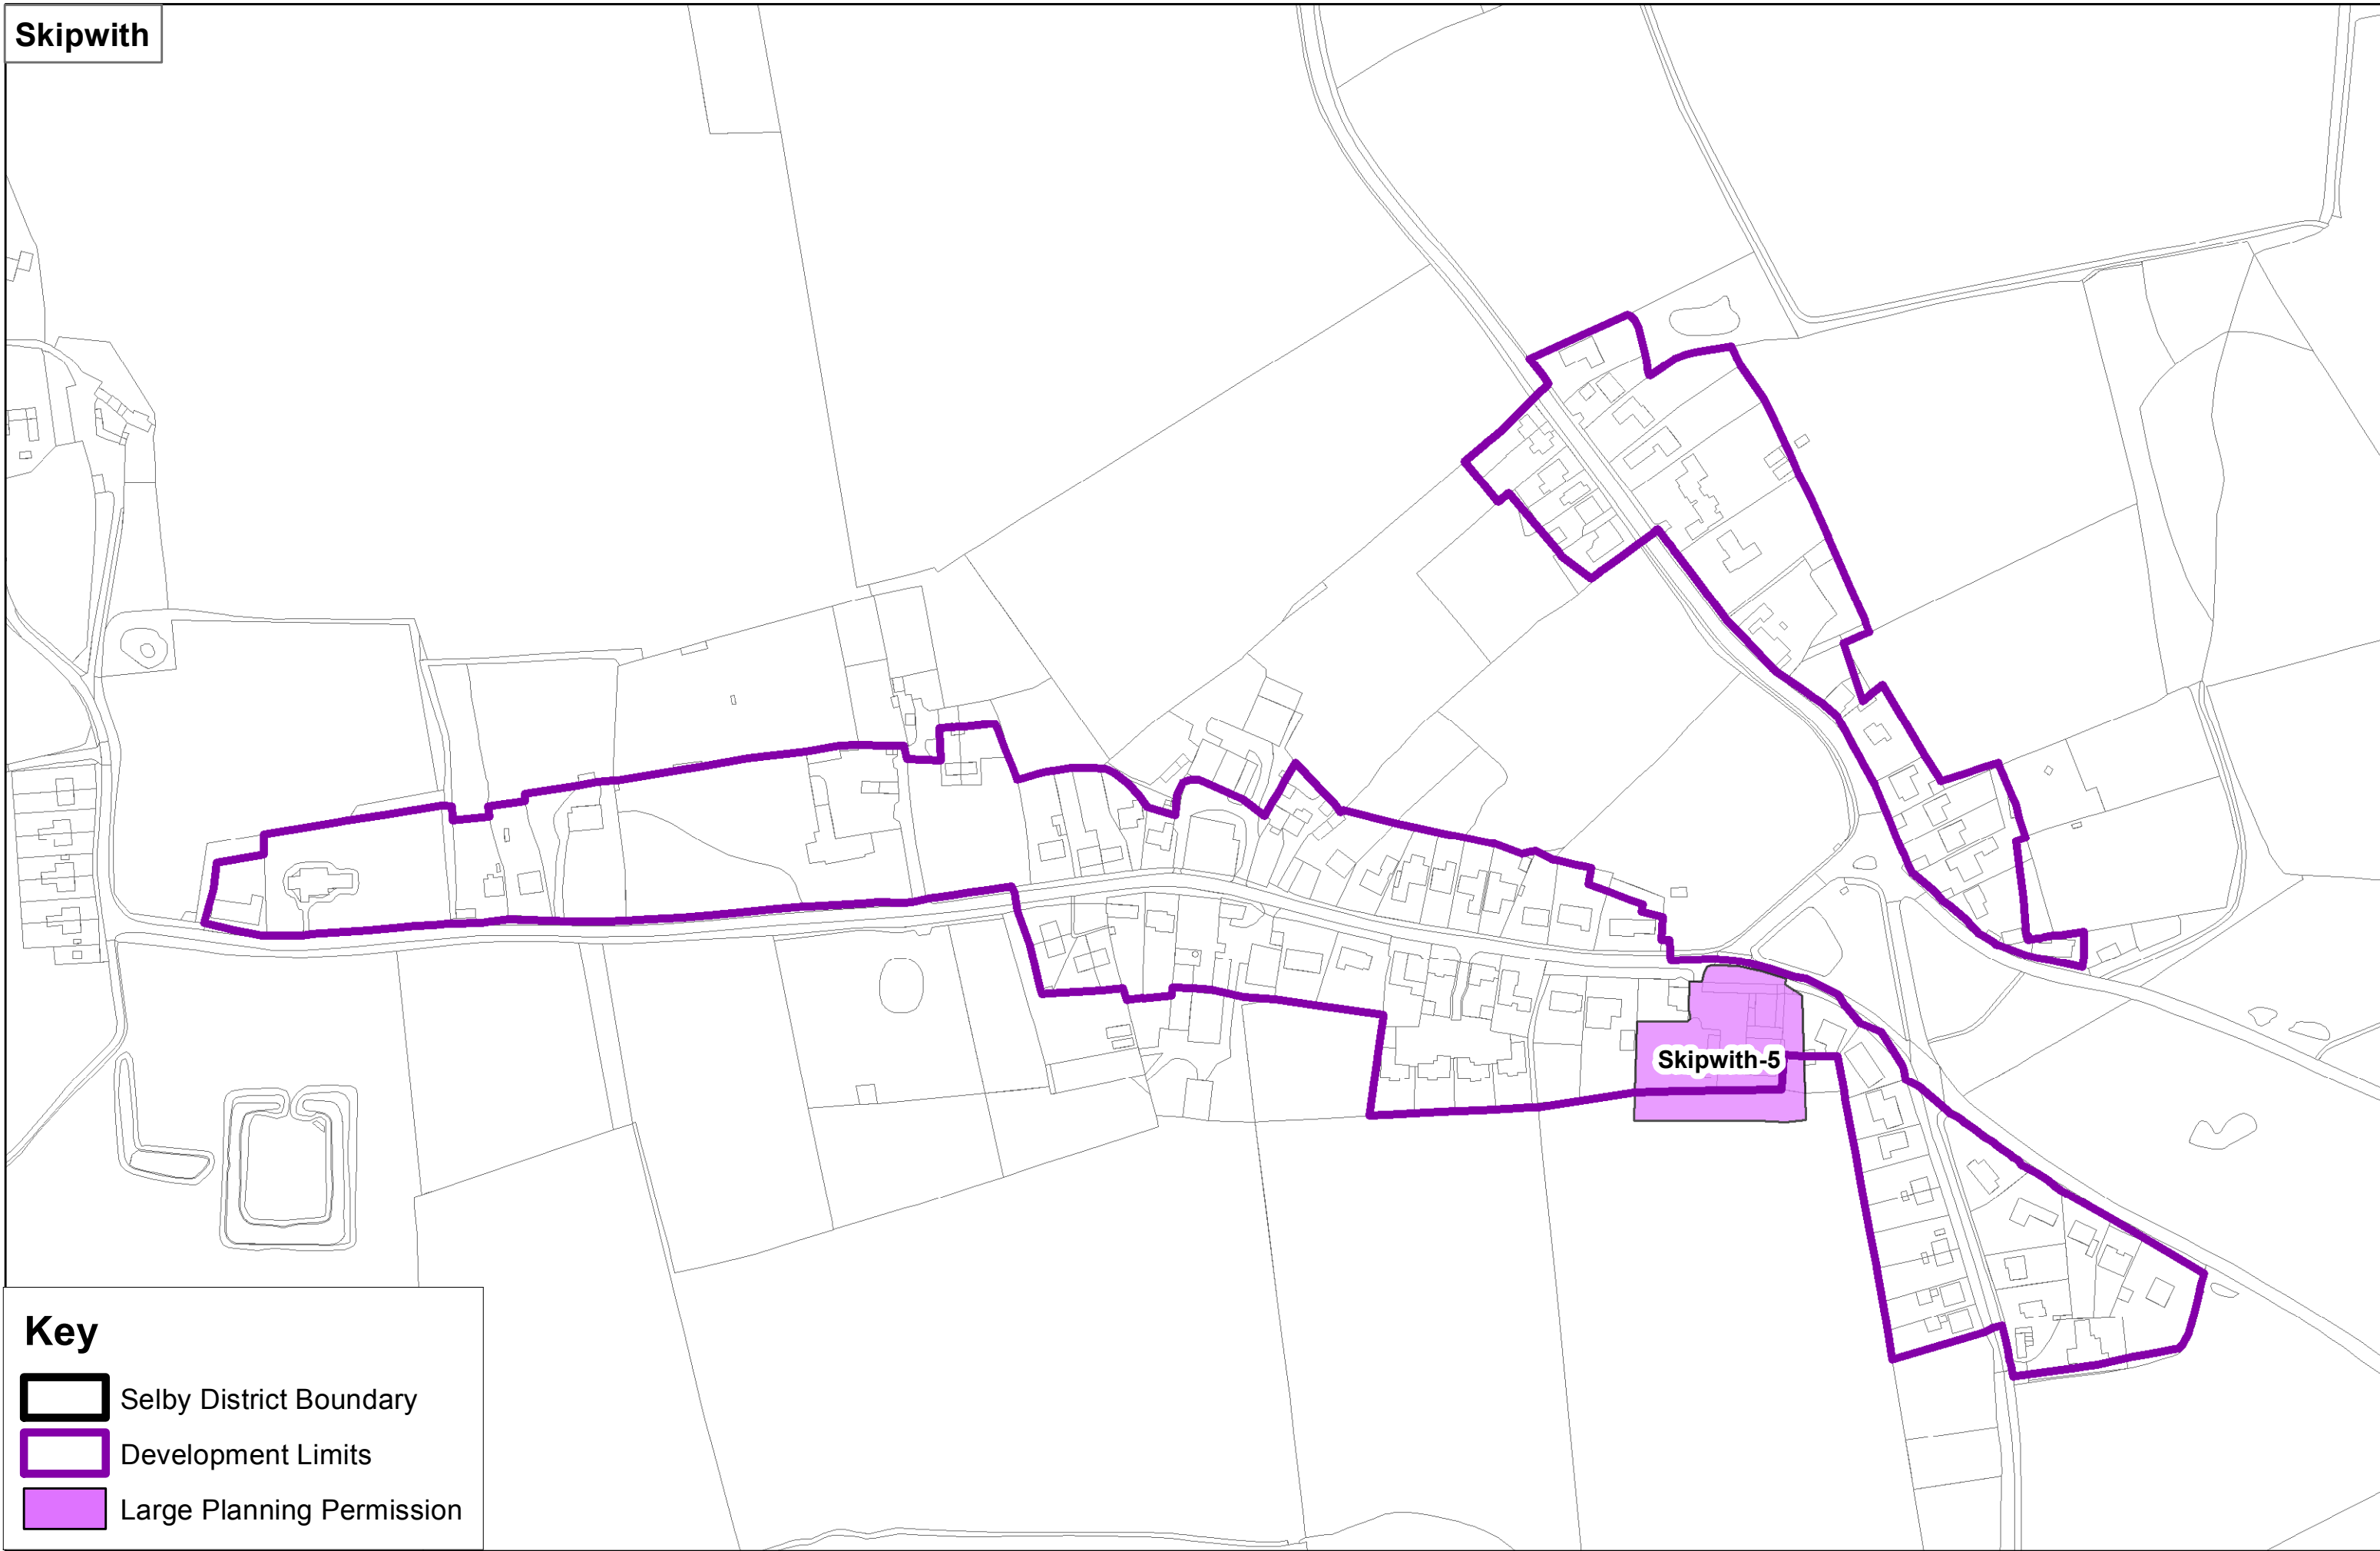 Skipwith
Skipwith-5
Key
Selby District Boundary
Development Limits
Large Planning Permission